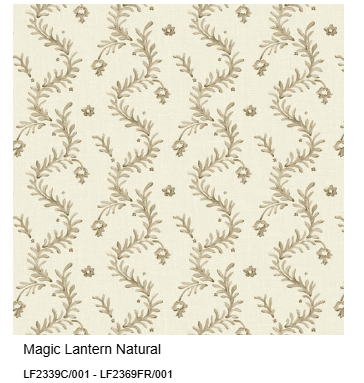 Magic Lantern Natural
LF2339C/001 - LF2369FR/001